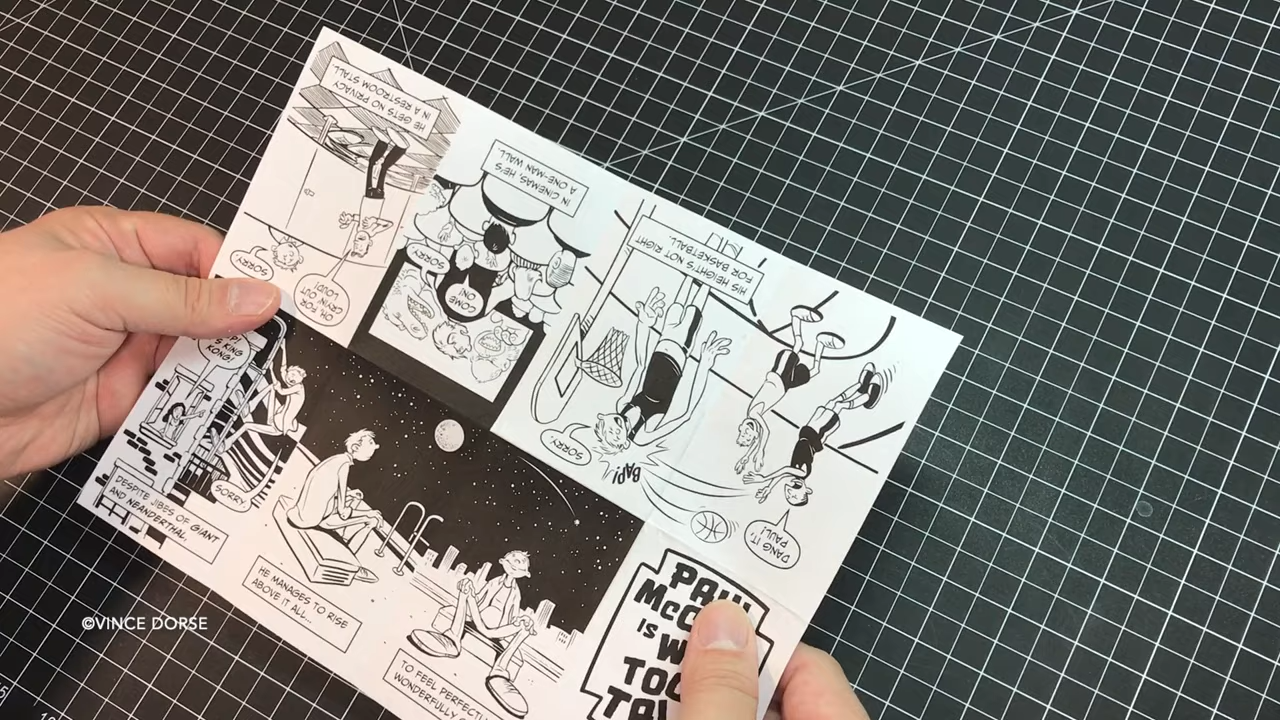 HE GETS NO PRIVACY
IN A RESTROOM STALL.
SORRY.
OH, FOR
CRYIN' OUT
LOUD!
IN CINEMAS, HE'S
A ONE-MAN WALL.
SORRY.
COME
ON!
HIS HEIGHT'S NOT RIGHT
FOR BASKETBALL.
SORRY.
BAP!
DANG IT,
PAUL!
KING
KONG!
SORRY.
DESPITE JIBES OF GIANT
AND NEANDERTHAL,
HE MANAGES TO RISE
ABOVE IT ALL...
TO FEEL
WONDERFULLY
PAUL
IS
TOO
©VINCE DORSE